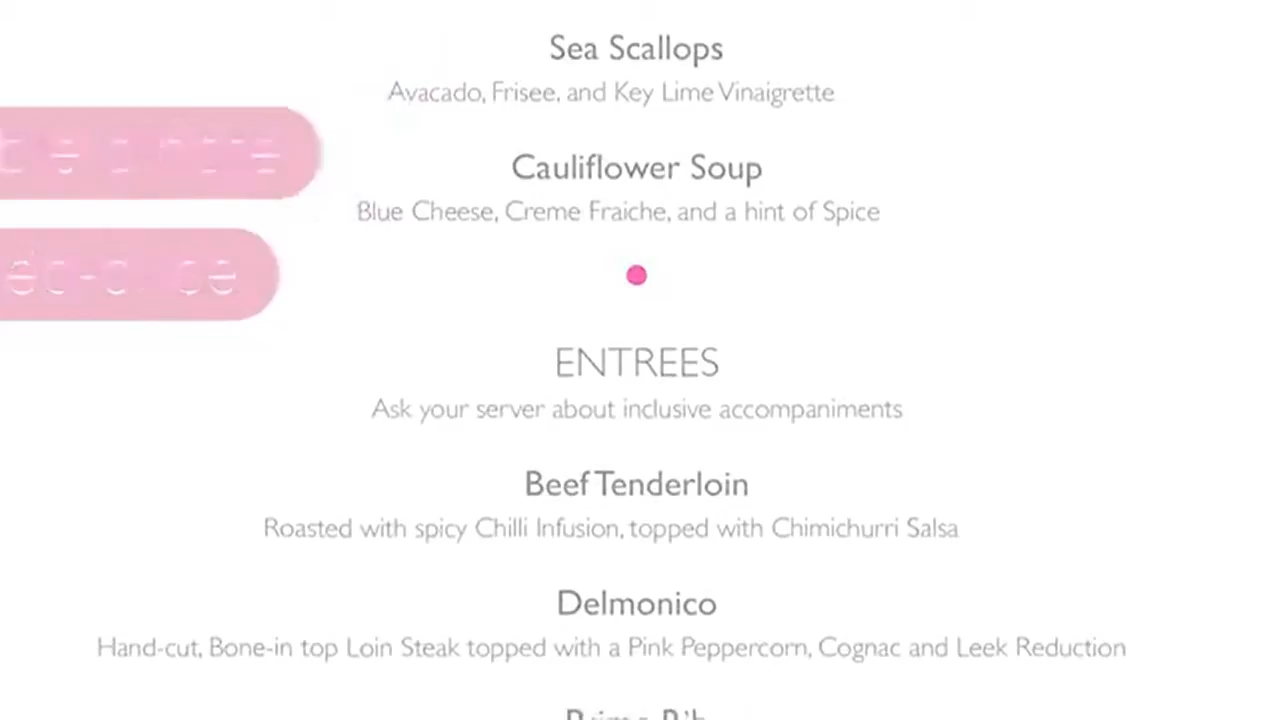 Sea Scallops
Avacado, Frisee, and Key Lime Vinaigrette
Cauliflower Soup
Blue Cheese, Creme Fraiche, and a hint of Spice
ENTREES
Ask your server about inclusive accompaniments
Beef Tenderloin
Roasted with spicy Chilli Infusion, topped with Chimichurri Salsa
Delmonico
Hand-cut, Bone-in top Loin Steak topped with a Pink Peppercorn, Cognac and Leek Reduction